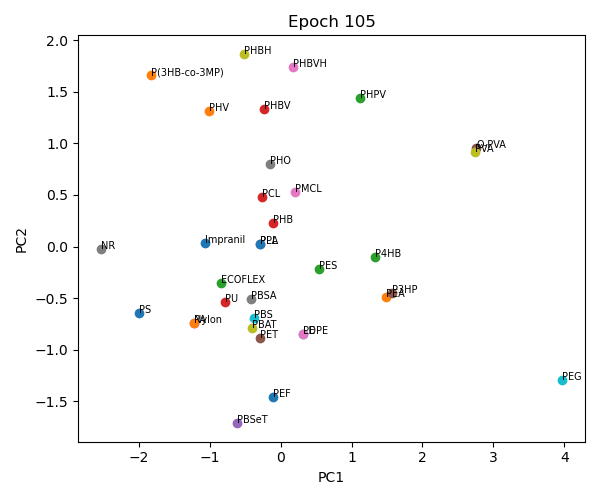 Epoch 105
2.0
1.5
1.0
0.5
0.0
−0.5
−1.0
−1.5
PC2
PHBH
PHBVH
P(3HB-co-3MP)
PHPV
PHV
PHBV
O-PVA
PVA
PHO
PCL
PMCL
PHB
Impranil
NR
P4HB
PES
ECOFLEX
P3HP
PEA
PBSA
PU
PS
PBS
Nylon
PBAT
PET
LDPE
PEG
PEF
PBSeT
−2
−1
0
1
2
3
4
PC1